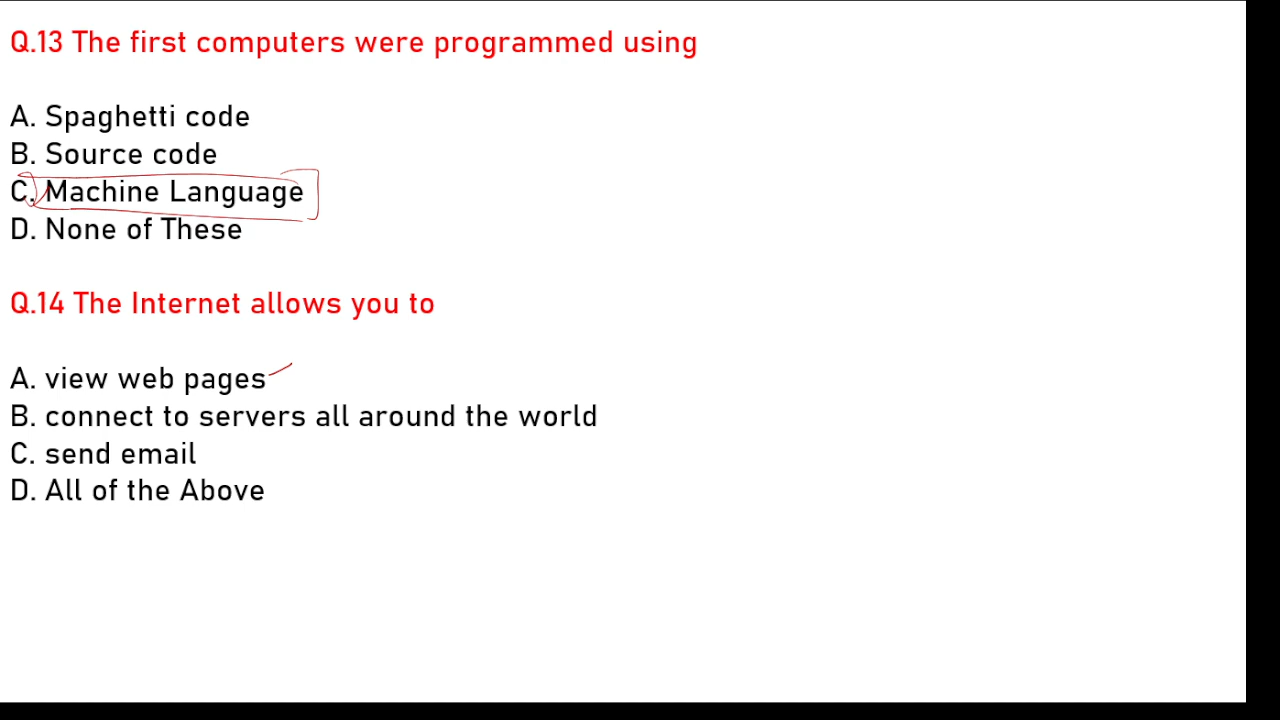 Q.13 The first computers were programmed using
A. Spaghetti code
B. Source code
C. Machine Language
D. None of These
Q.14 The Internet allows you to
A. view web pages
B. connect to servers all around the world
C. send email
D. All of the Above